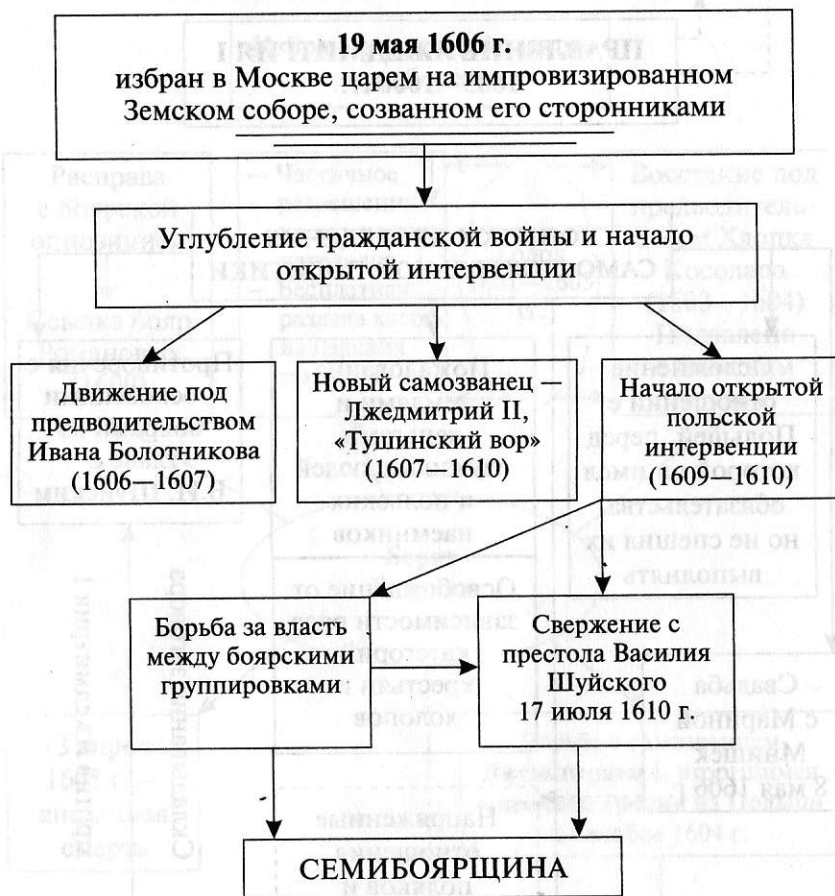 19 мая 1606 г.
избран в Москве царем на импровизированном
Земском соборе, созванном его сторонниками
Углубление гражданской войны и начало
открытой интервенции
Движение под
предводительством
Ивана Болотникова
(1606—1607)
Новый самозванец —
Лжедмитрий II,
«Тушинский вор»
(1607—1610)
Начало открытой
польской
интервенции
(1609—1610)
Борьба за власть
между боярскими
группировками
Свержение с
престола Василия
Шуйского
17 июля 1610 г.
СЕМИБОЯРЩИНА